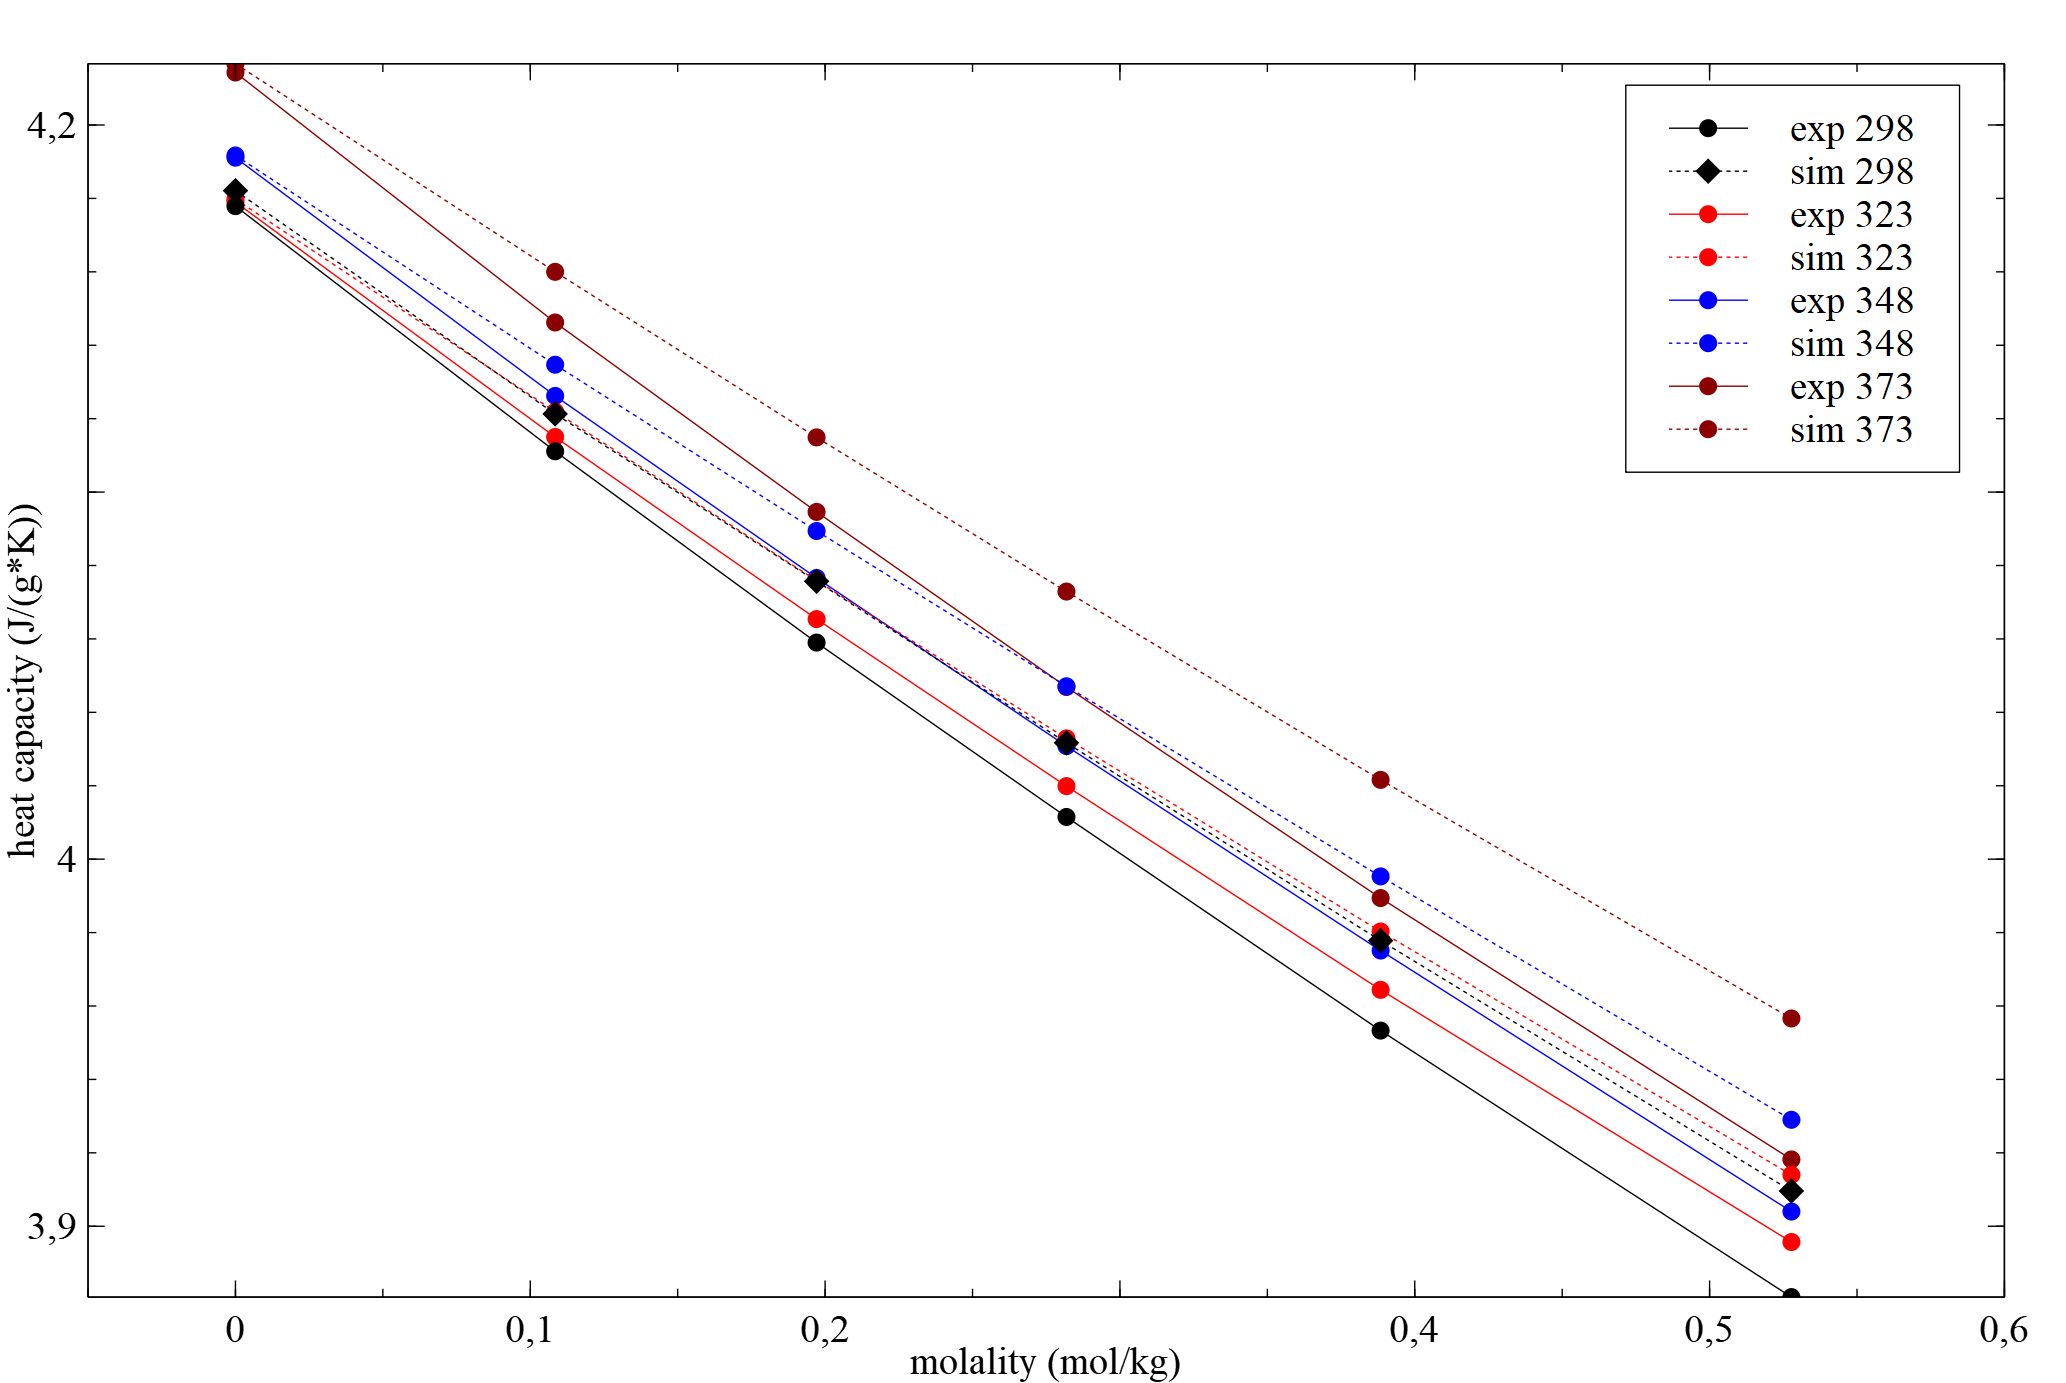 4,2
4
3,9
heat capacity (J/(g*K))
exp 298
sim 298
exp 323
sim 323
exp 348
sim 348
exp 373
sim 373
0 0,1 0,2 0,4 0,5 0,6
molality (mol/kg)